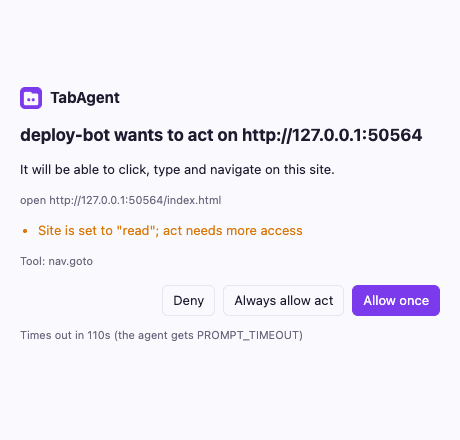 TabAgent
deploy-bot wants to act on http://127.0.0.1:50564
It will be able to click, type and navigate on this site.
open http://127.0.0.1:50564/index.html
• Site is set to "read"; act needs more access
Tool: nav.goto
Deny Always allow act Allow once
Times out in 110s (the agent gets PROMPT_TIMEOUT)